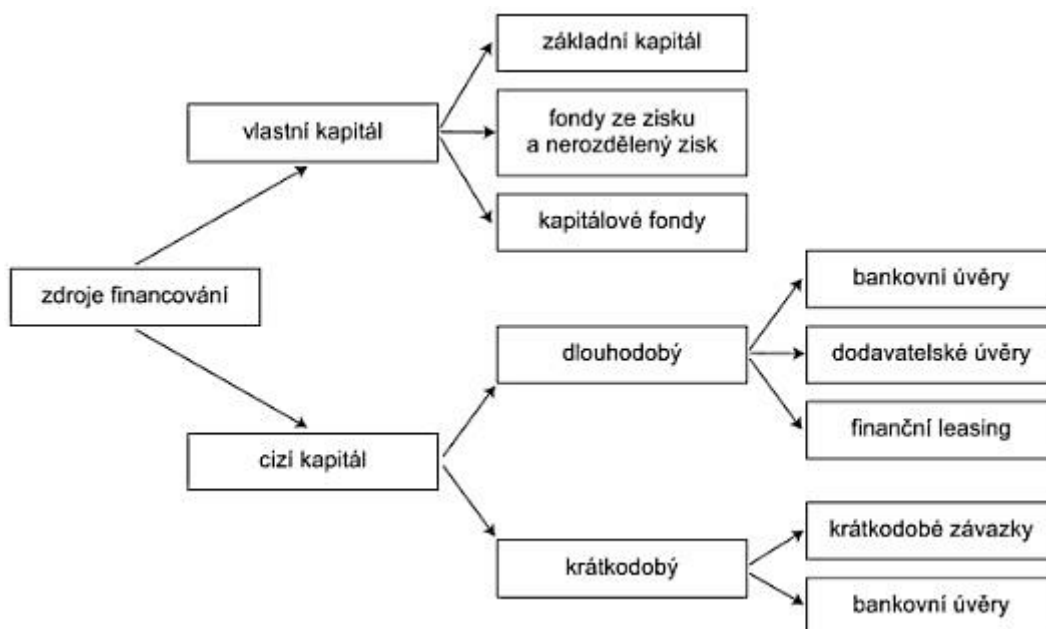 základní kapitál
vlastní kapitál
fondy ze zisku
a nerozdělený zisk
kapitálové fondy
zdroje financování
bankovní úvěry
dlouhodobý
dodavatelské úvěry
finanční leasing
cizí kapitál
krátkodobé závazky
krátkodobý
bankovní úvěry